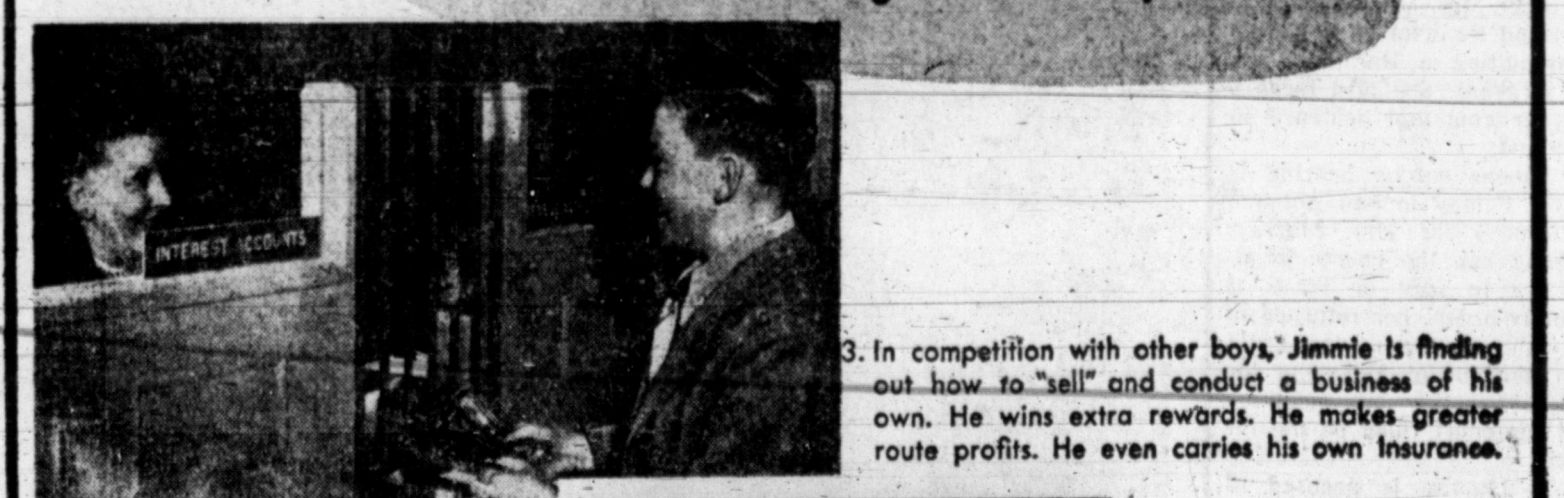 INTEREST ACCOUNTS
3. In competition with other boys, Jimmie is finding
out how to "sell" and conduct a business of his
own. He wins extra rewards. He makes greater
route profits. He even carries his own insurance.